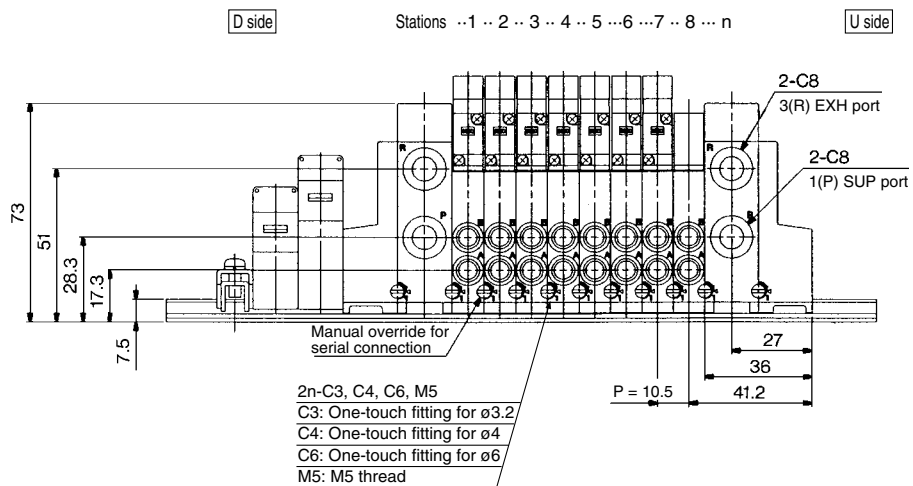 D side
Stations ··1 ·· 2 ·· 3 ·· 4 ·· 5 ···6 ···7 ·· 8 ··· n
U side
2-C8
3(R) EXH port
2-C8
1(P) SUP port
R
R
P
P
B B B B B B B B
A A A A A A A A
73
51
28.3
17.3
7.5
Manual override for
serial connection
27
36
P = 10.5
41.2
2n-C3, C4, C6, M5
C3: One-touch fitting for ø3.2
C4: One-touch fitting for ø4
C6: One-touch fitting for ø6
M5: M5 thread